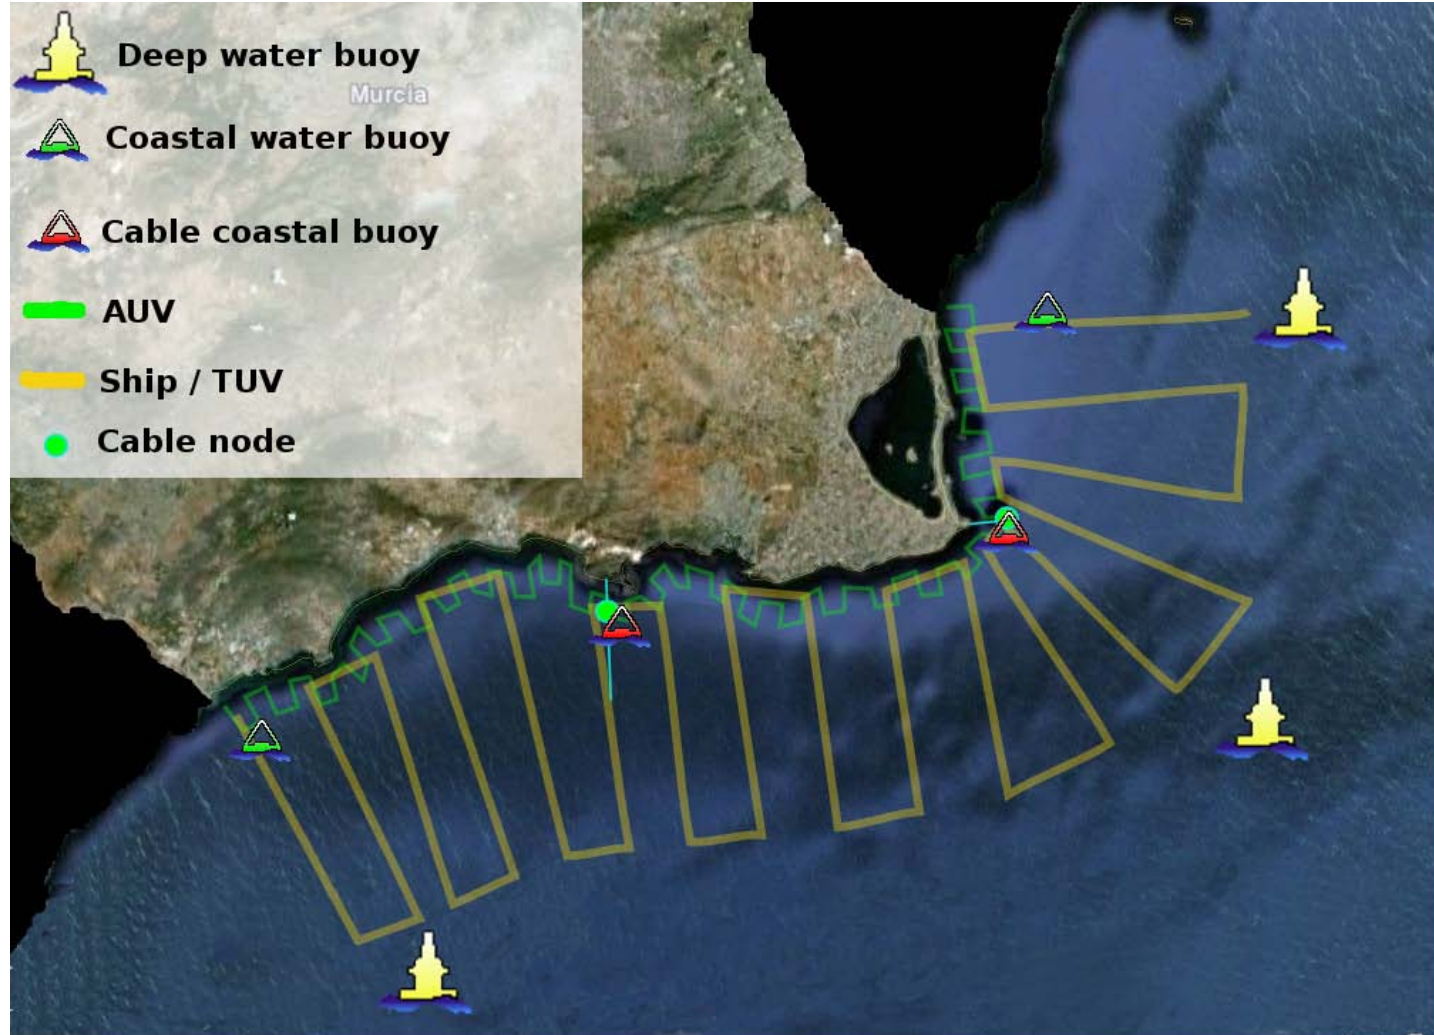 Deep water buoy
Murcia
Coastal water buoy
Cable coastal buoy
AUV
Ship / TUV
Cable node